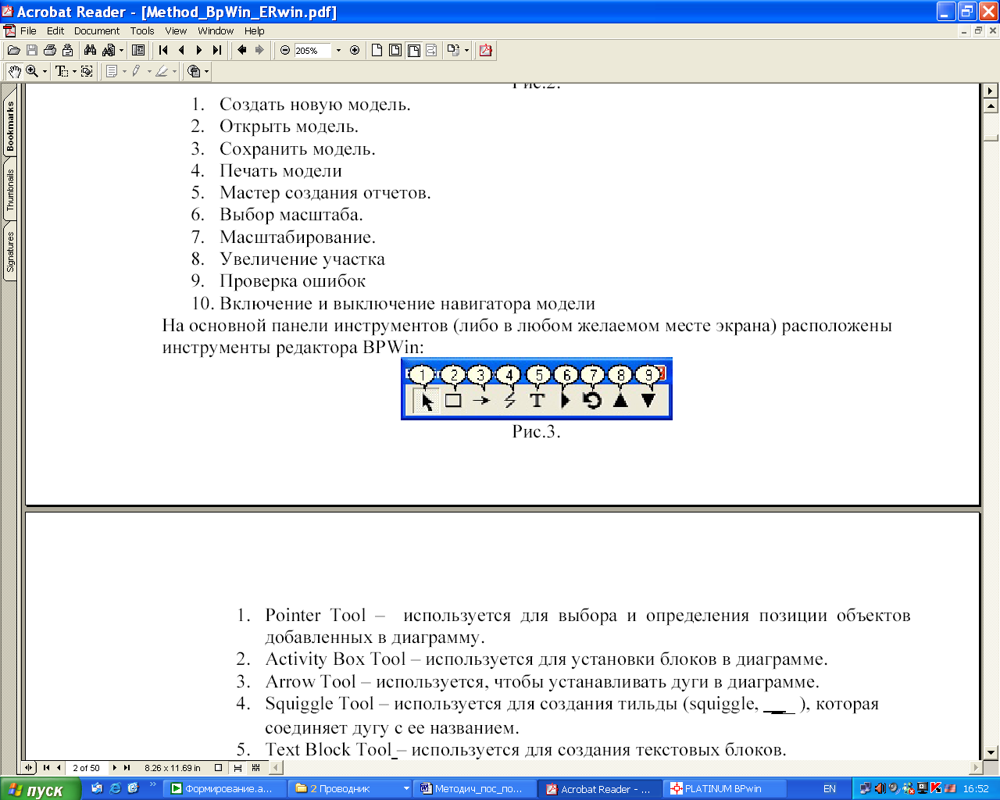 Acrobat Reader - [Method_BpWin_ERwin.pdf]
File Edit Document Tools View Window Help
205%
Bookmarks
Thumbnails
Signatures
Рис.2.
1. Создать новую модель.
2. Открыть модель.
3. Сохранить модель.
4. Печать модели
5. Мастер создания отчетов.
6. Выбор масштаба.
7. Масштабирование.
8. Увеличение участка
9. Проверка ошибок
10. Включение и выключение навигатора модели
На основной панели инструментов (либо в любом желаемом месте экрана) расположены
инструменты редактора BPWin:
1 2 3 4 5 6 7 8 9
T
Рис.3.
1. Pointer Tool – используется для выбора и определения позиции объектов
добавленных в диаграмму.
2. Activity Box Tool – используется для установки блоков в диаграмме.
3. Arrow Tool – используется, чтобы устанавливать дуги в диаграмме.
4. Squiggle Tool – используется для создания тильды (squiggle, ), которая
соединяет дугу с ее названием.
5. Text Block Tool – используется для создания текстовых блоков.
2 of 50 8.26 x 11.69 in
пуск Формирование.a... 2 Проводник Методич_пос_по... Acrobat Reader - ... PLATINUM BPwin EN 16:52